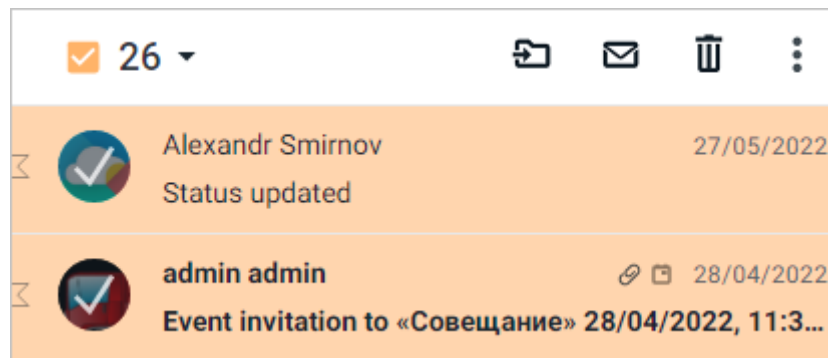 26
Alexandr Smirnov 27/05/2022
Status updated
admin admin 28/04/2022
Event invitation to «Совещание» 28/04/2022, 11:3...